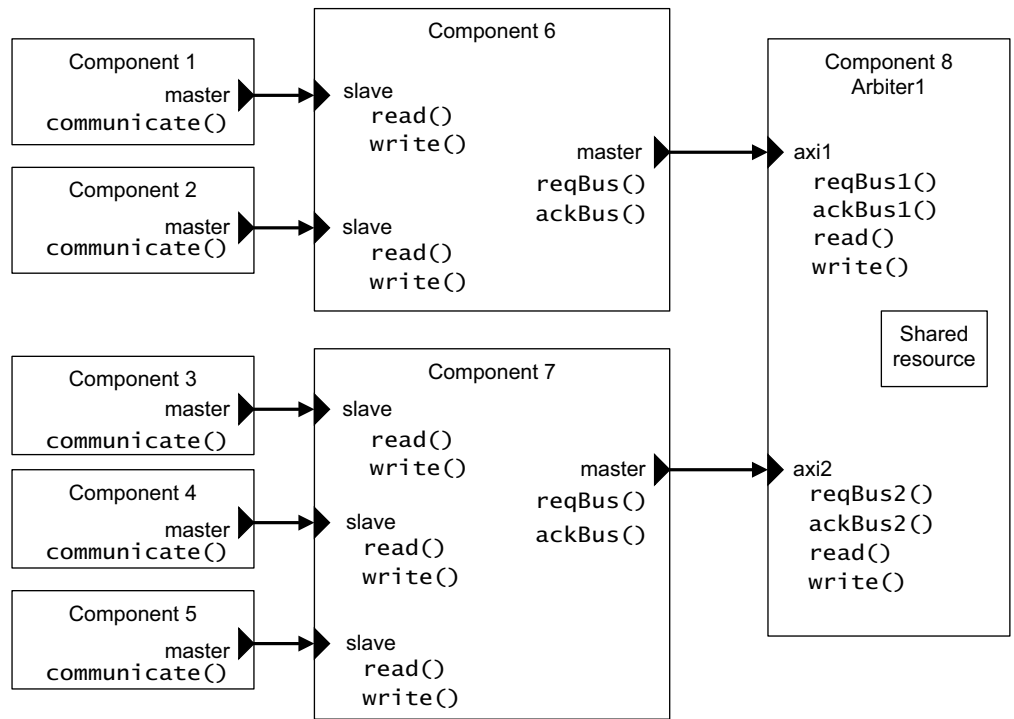 Component 1
master
communicate()
Component 2
master
communicate()
Component 3
master
communicate()
Component 4
master
communicate()
Component 5
master
communicate()
Component 6
slave
read()
write()
slave
read()
write()
master
reqBus()
ackBus()
Component 7
slave
read()
write()
slave
read()
write()
slave
read()
write()
master
reqBus()
ackBus()
Component 8
Arbiter1
axi1
reqBus1()
ackBus1()
read()
write()
Shared
resource
axi2
reqBus2()
ackBus2()
read()
write()